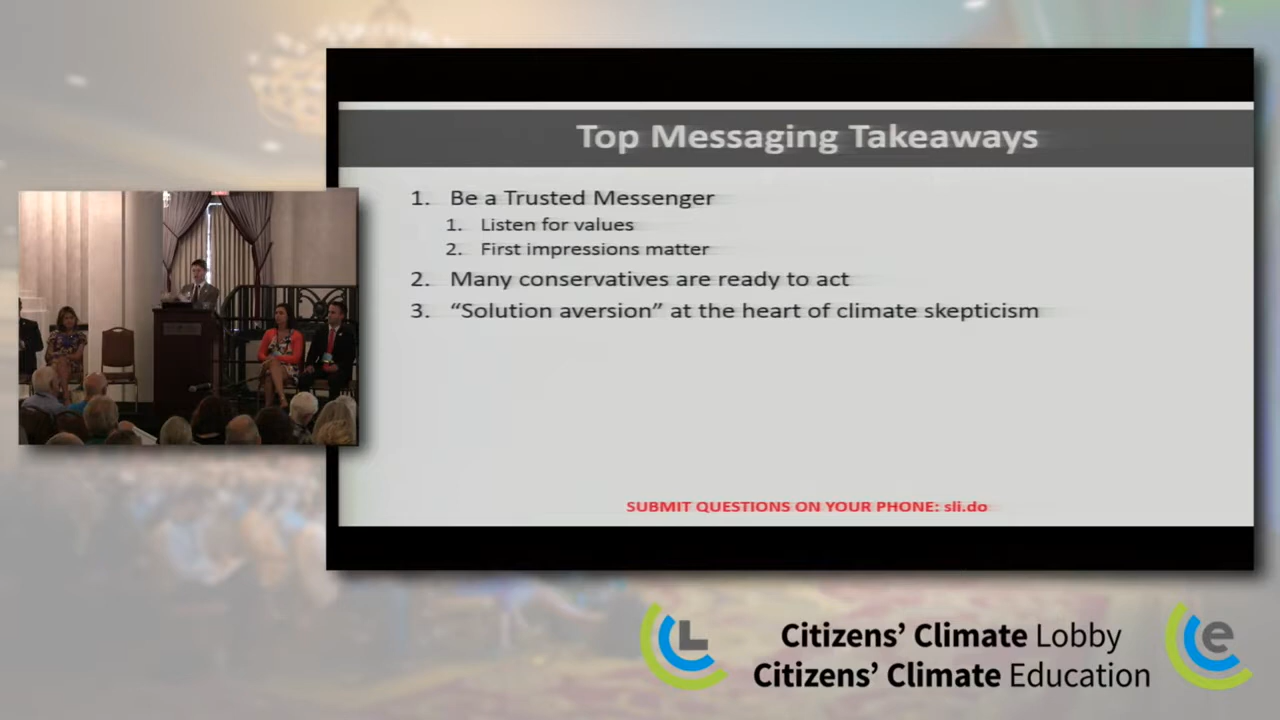 Top Messaging Takeaways
1. Be a Trusted Messenger
1. Listen for values
2. First impressions matter
2. Many conservatives are ready to act
3. “Solution aversion” at the heart of climate skepticism
SUBMIT QUESTIONS ON YOUR PHONE: sli.do
L
Citizens’ Climate Lobby
Citizens’ Climate Education
e